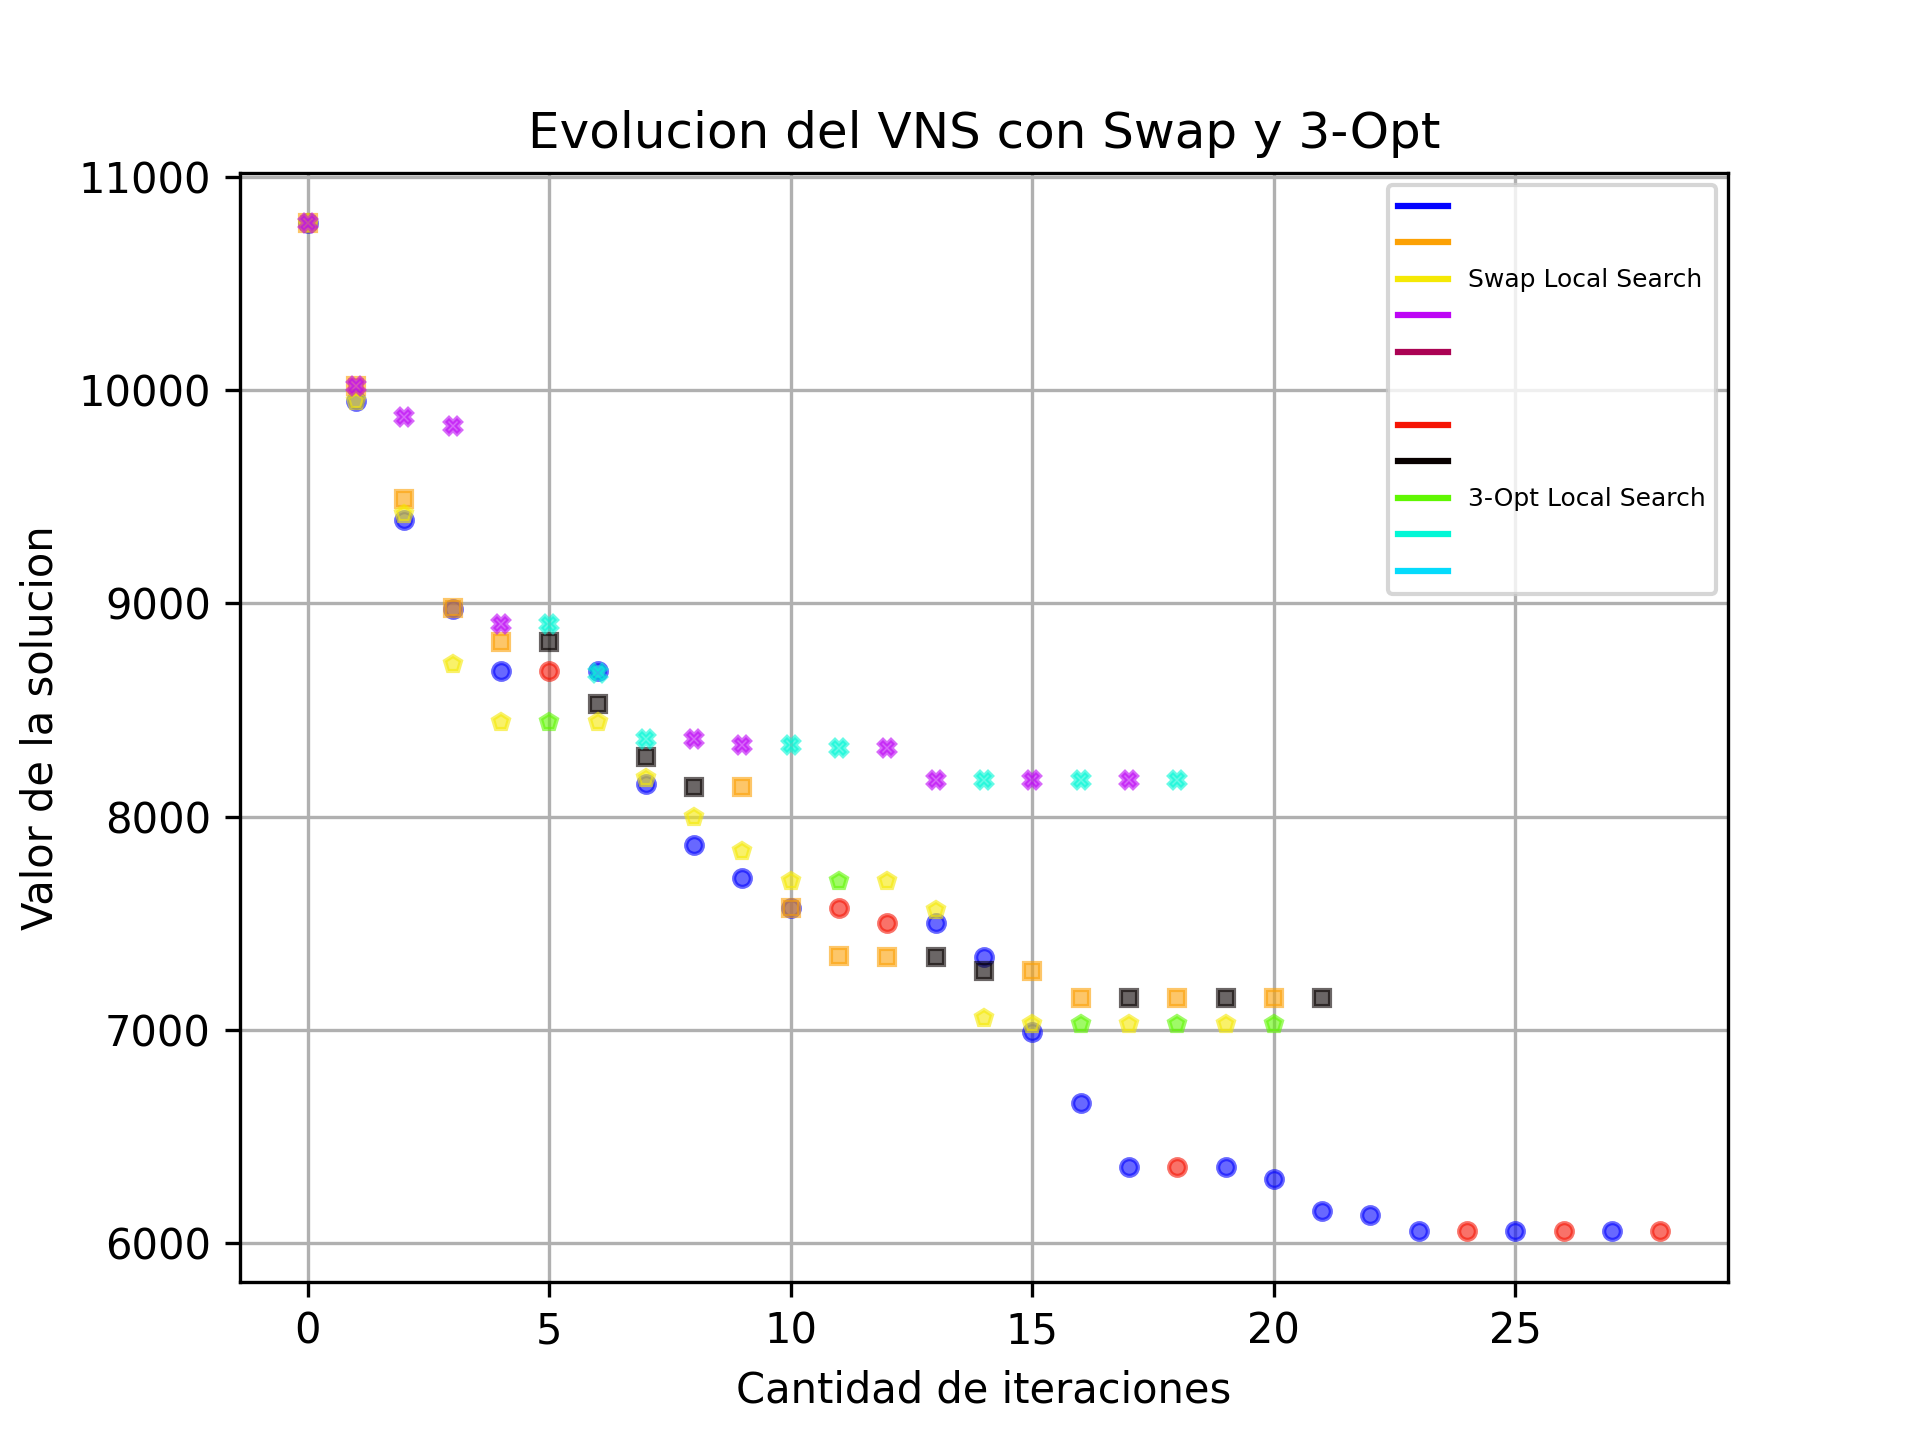 Evolucion del VNS con Swap y 3-Opt
11000
10000
9000
8000
7000
6000
Valor de la solucion
Swap Local Search
3-Opt Local Search
0 5 10 15 20 25
Cantidad de iteraciones